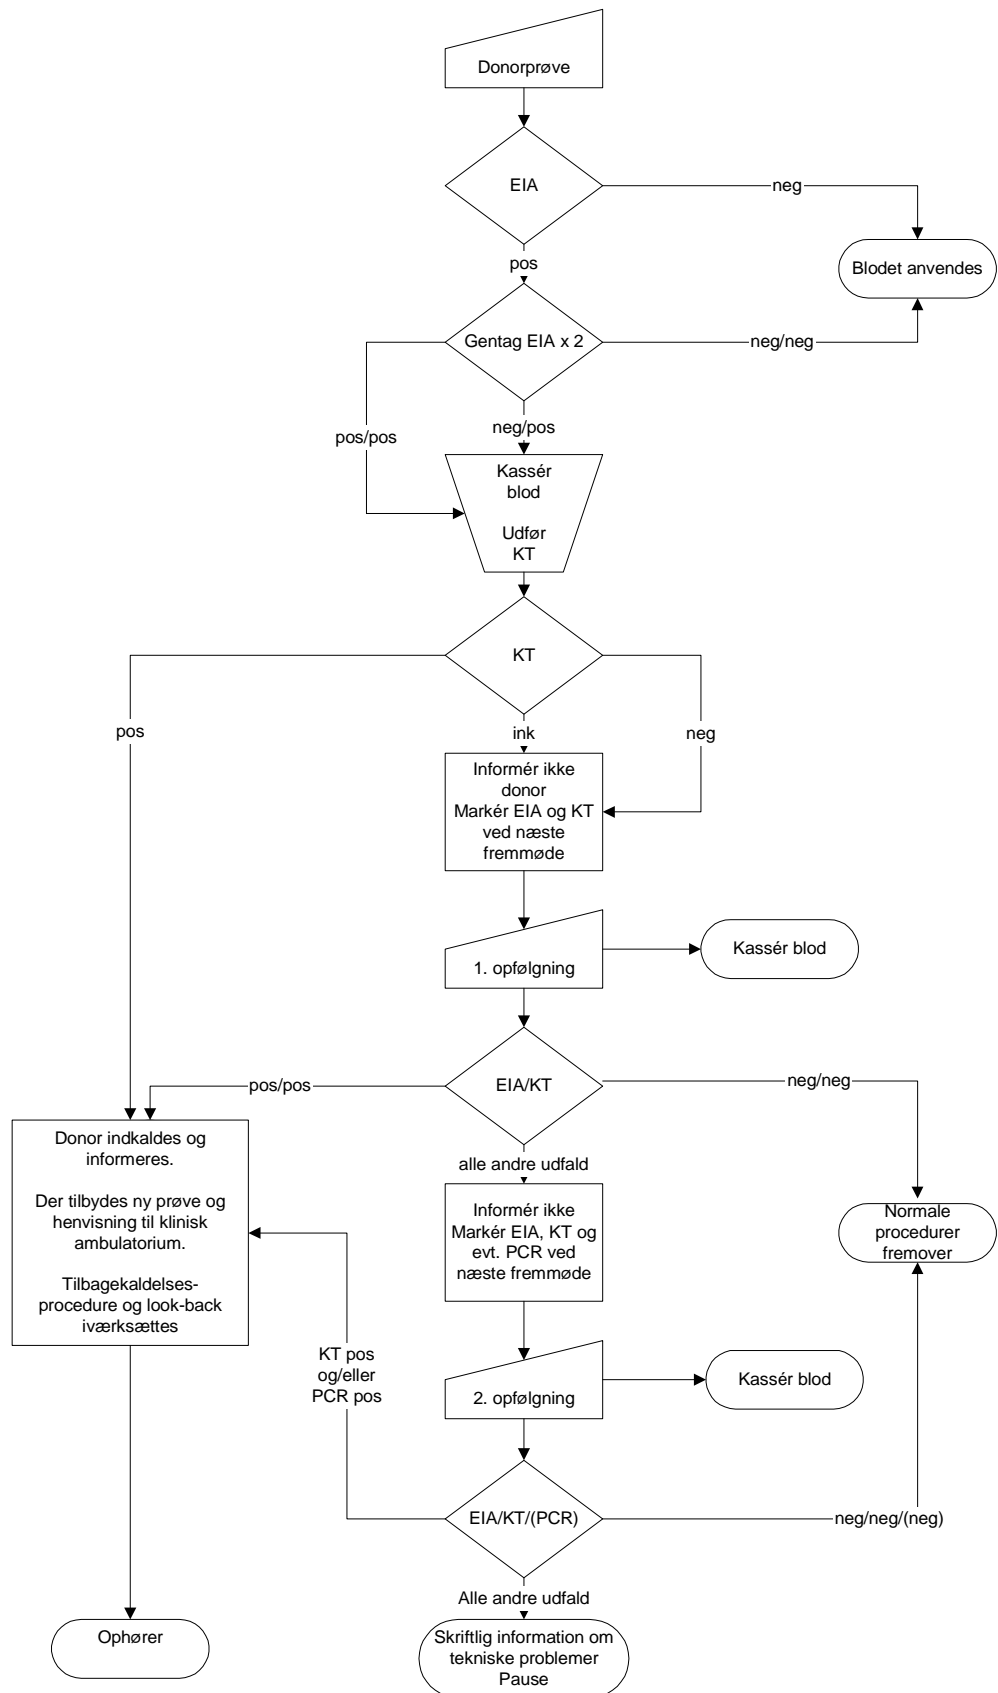 Donorprøve
EIA
neg
Blodet anvendes
pos
Gentag EIA x 2
neg/neg
pos/pos
neg/pos
Kassér
blod
Udfør
KT
KT
pos
ink
neg
Informér ikke
donor
Markér EIA og KT
ved næste
fremmøde
1. opfølgning
Kassér blod
EIA/KT
pos/pos
neg/neg
alle andre udfald
Donor indkaldes og
informeres.
Der tilbydes ny prøve og
henvisning til klinisk
ambulatorium.
Tilbagekaldelses-
procedure og look-back
iværksættes
Informér ikke
Markér EIA, KT og
evt. PCR ved
næste fremmøde
Normale
procedurer
fremover
KT pos
og/eller
PCR pos
2. opfølgning
Kassér blod
EIA/KT/(PCR)
neg/neg/(neg)
Alle andre udfald
Ophører
Skriftlig information om
tekniske problemer
Pause